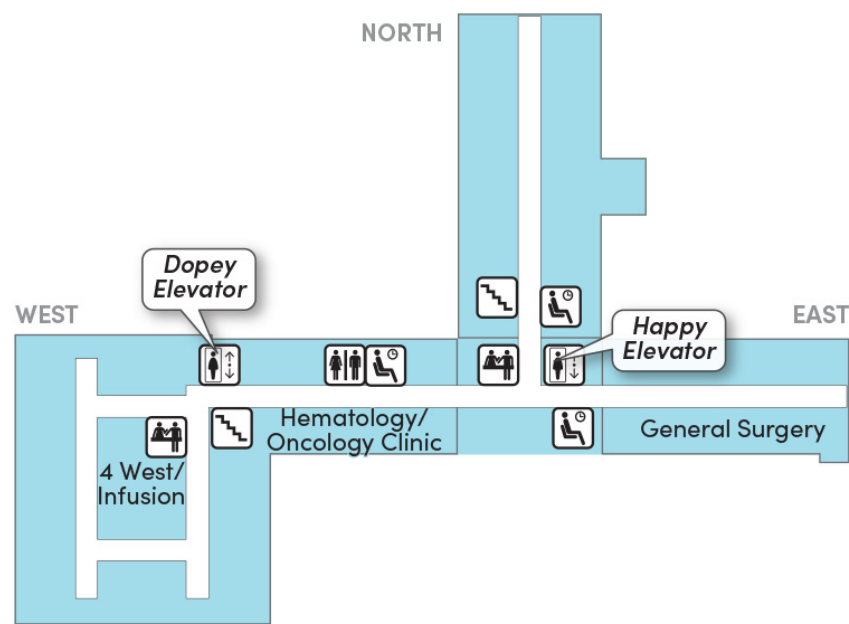 NORTH
Dopey
Elevator
WEST
EAST
Happy
Elevator
Hematology/
Oncology Clinic
General Surgery
4 West/
Infusion